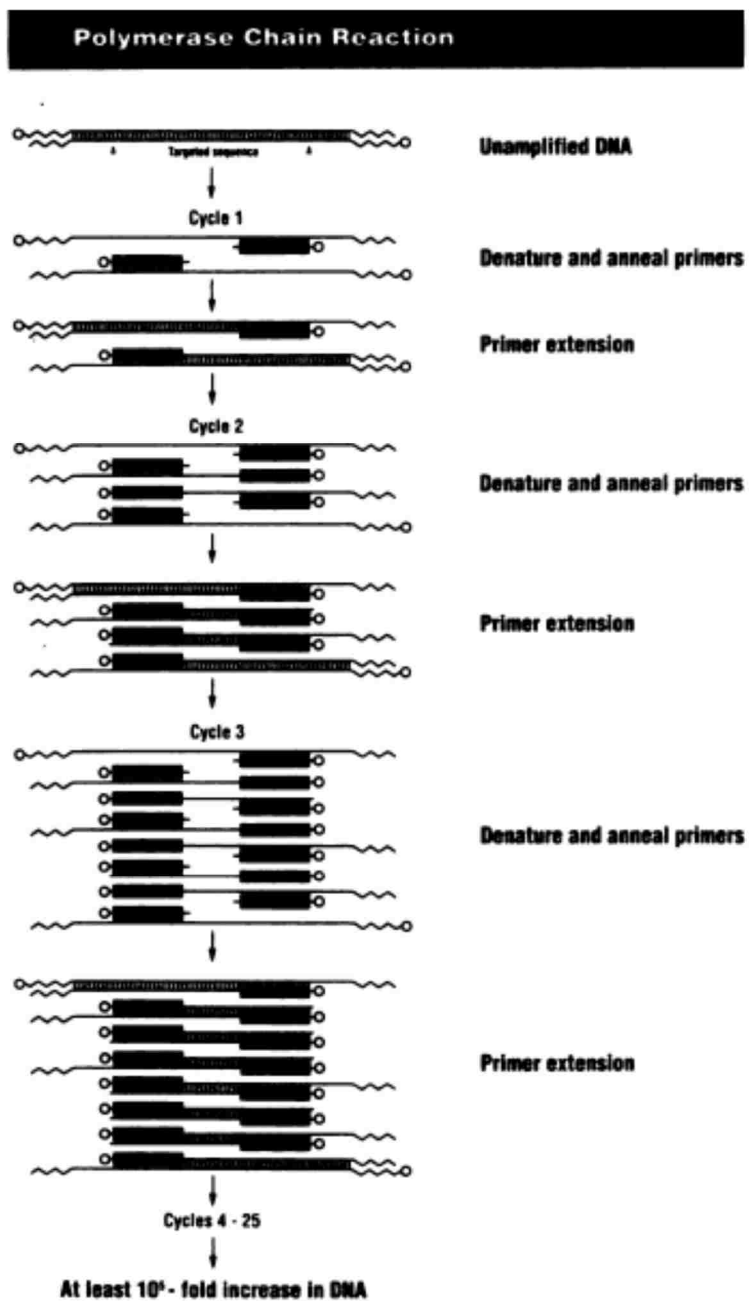 Polymerase Chain Reaction
Unamplified DNA
Targeted sequence
Cycle 1
Denature and anneal primers
Primer extension
Cycle 2
Denature and anneal primers
Primer extension
Cycle 3
Denature and anneal primers
Primer extension
Cycles 4 - 25
At least 10⁵ - fold increase in DNA